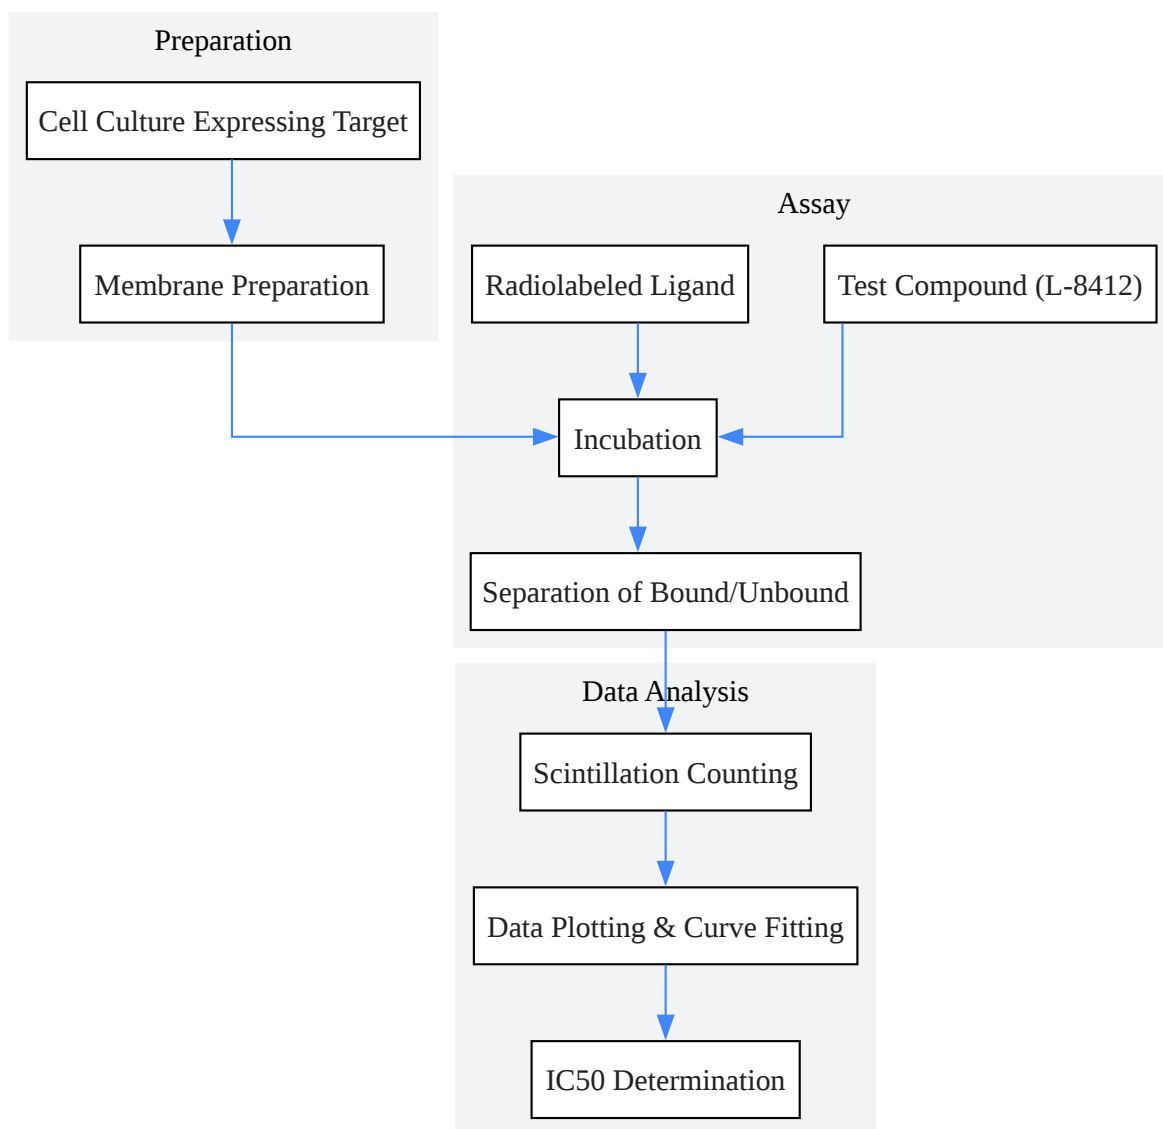 Preparation
Cell Culture Expressing Target
Membrane Preparation
Assay
Radiolabeled Ligand
Test Compound (L-8412)
Incubation
Separation of Bound/Unbound
Data Analysis
Scintillation Counting
Data Plotting & Curve Fitting
IC50 Determination